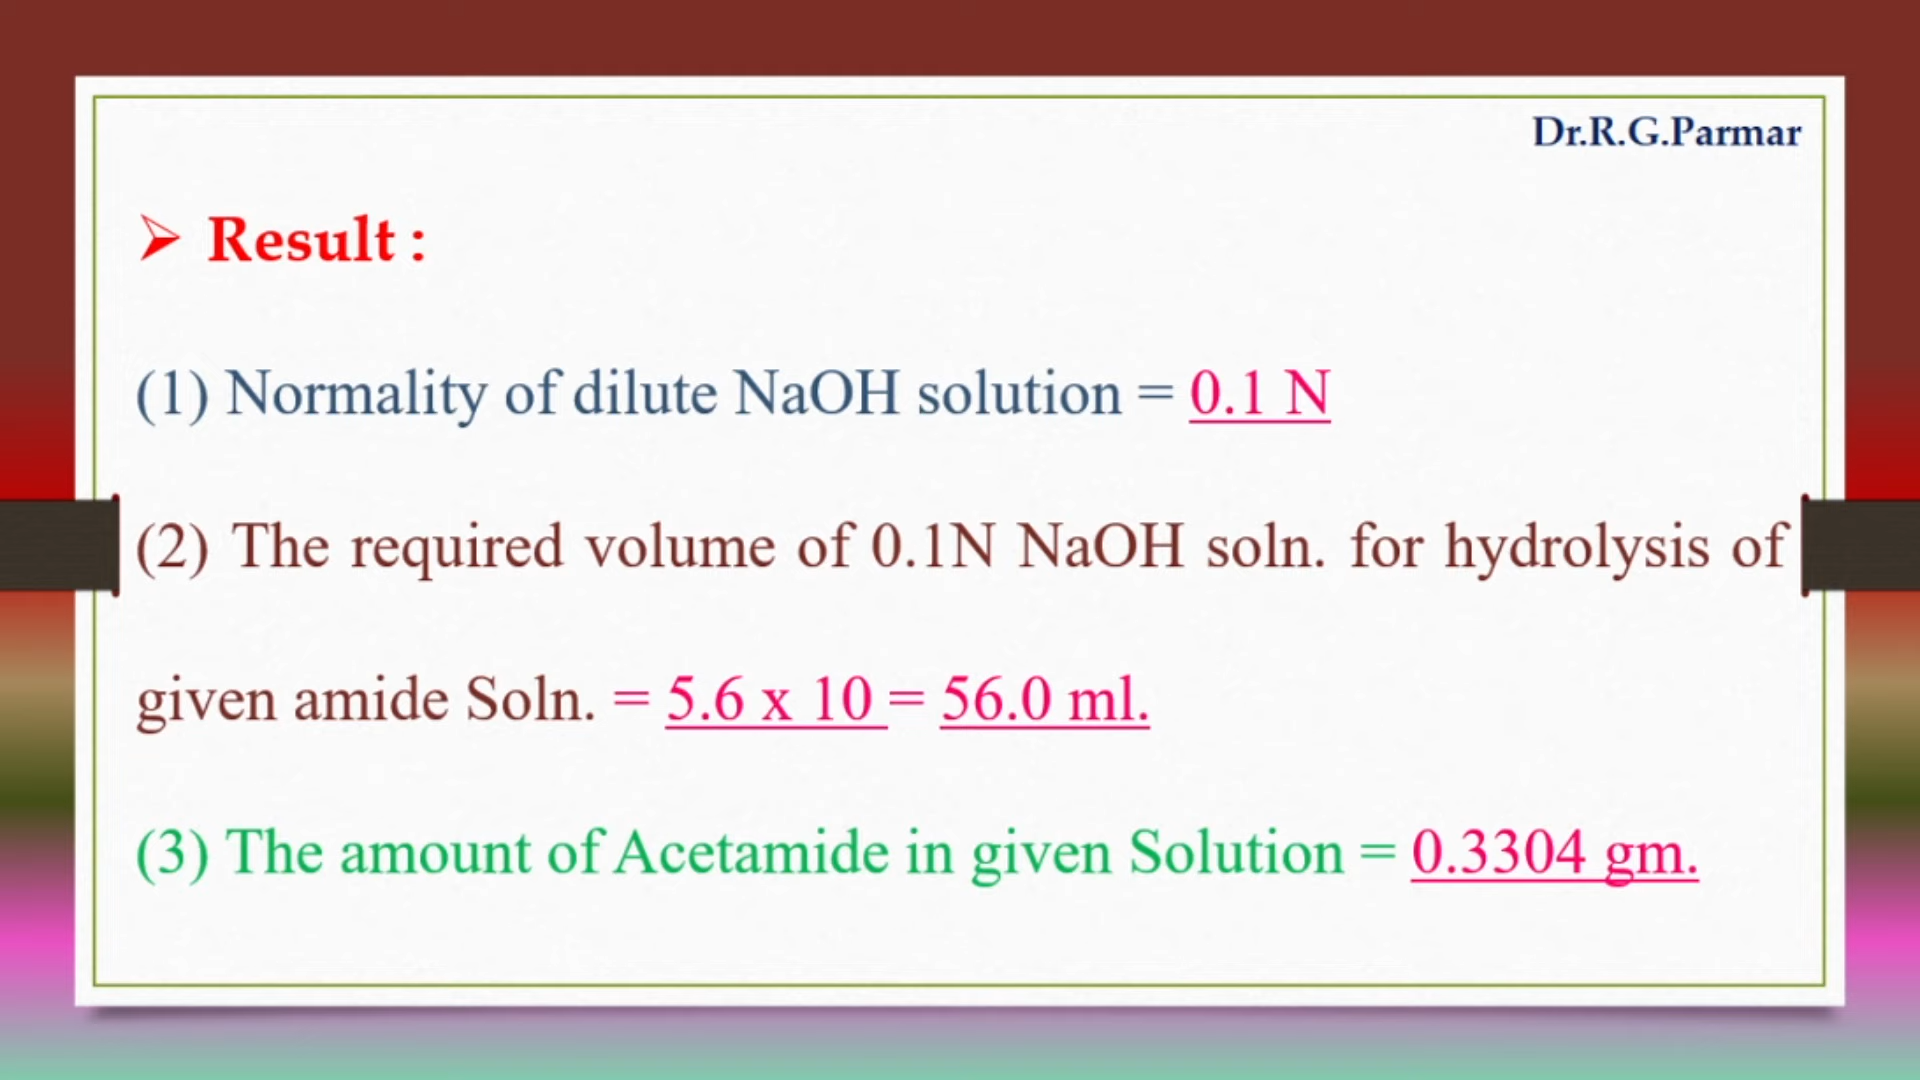 Dr.R.G.Parmar
Result :
(1) Normality of dilute NaOH solution = 0.1 N
(2) The required volume of 0.1N NaOH soln. for hydrolysis of
given amide Soln. = 5.6 x 10 = 56.0 ml.
(3) The amount of Acetamide in given Solution = 0.3304 gm.